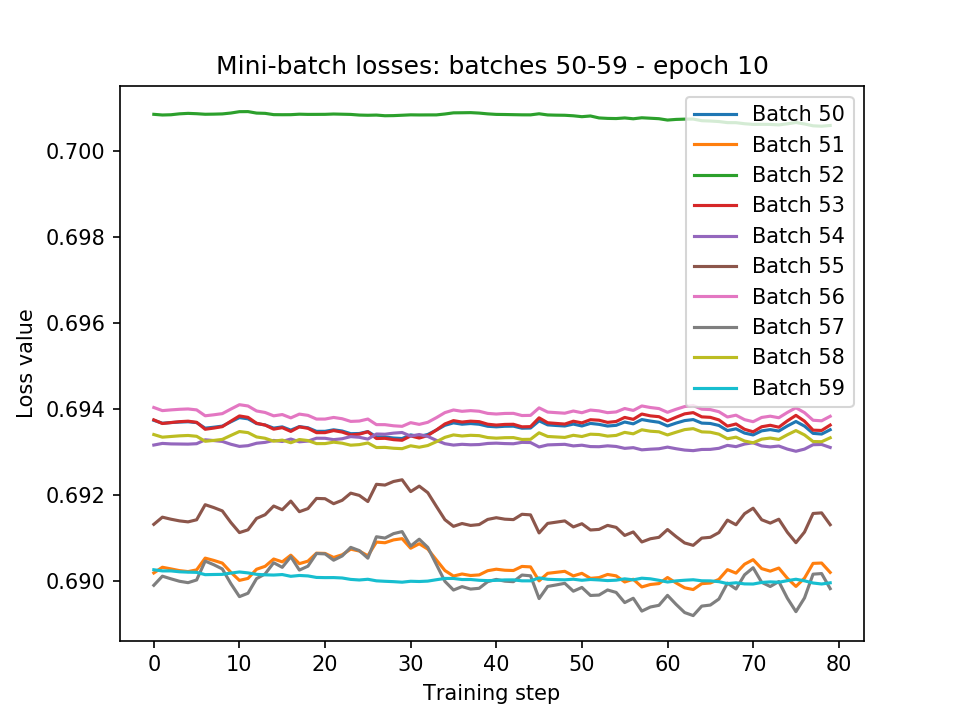 Mini-batch losses: batches 50-59 - epoch 10
Loss value
0.700
0.698
0.696
0.694
0.692
0.690
Batch 50
Batch 51
Batch 52
Batch 53
Batch 54
Batch 55
Batch 56
Batch 57
Batch 58
Batch 59
0 10 20 30 40 50 60 70 80
Training step